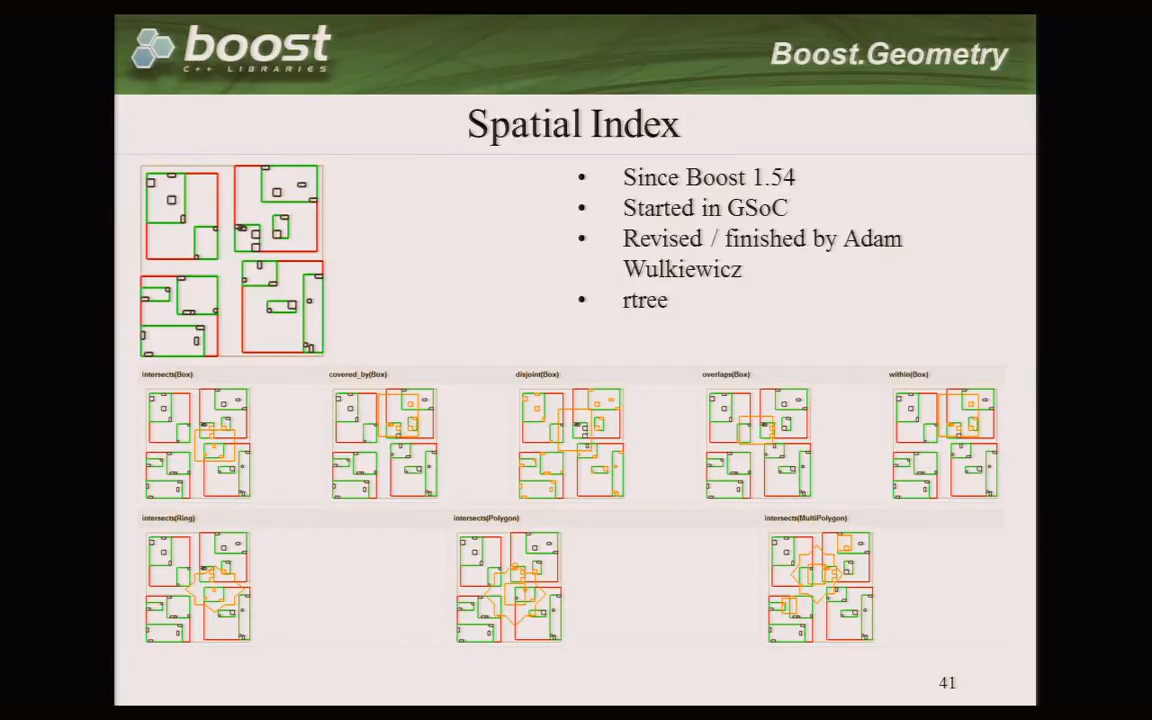 boost
C++ LIBRARIES
Boost.Geometry
Spatial Index
• Since Boost 1.54
• Started in GSoC
• Revised / finished by Adam
Wulkiewicz
• rtree
intersects(Box) covered_by(Box) disjoint(Box) overlaps(Box) within(Box)
intersects(Ring) intersects(Polygon) intersects(MultiPolygon)
41